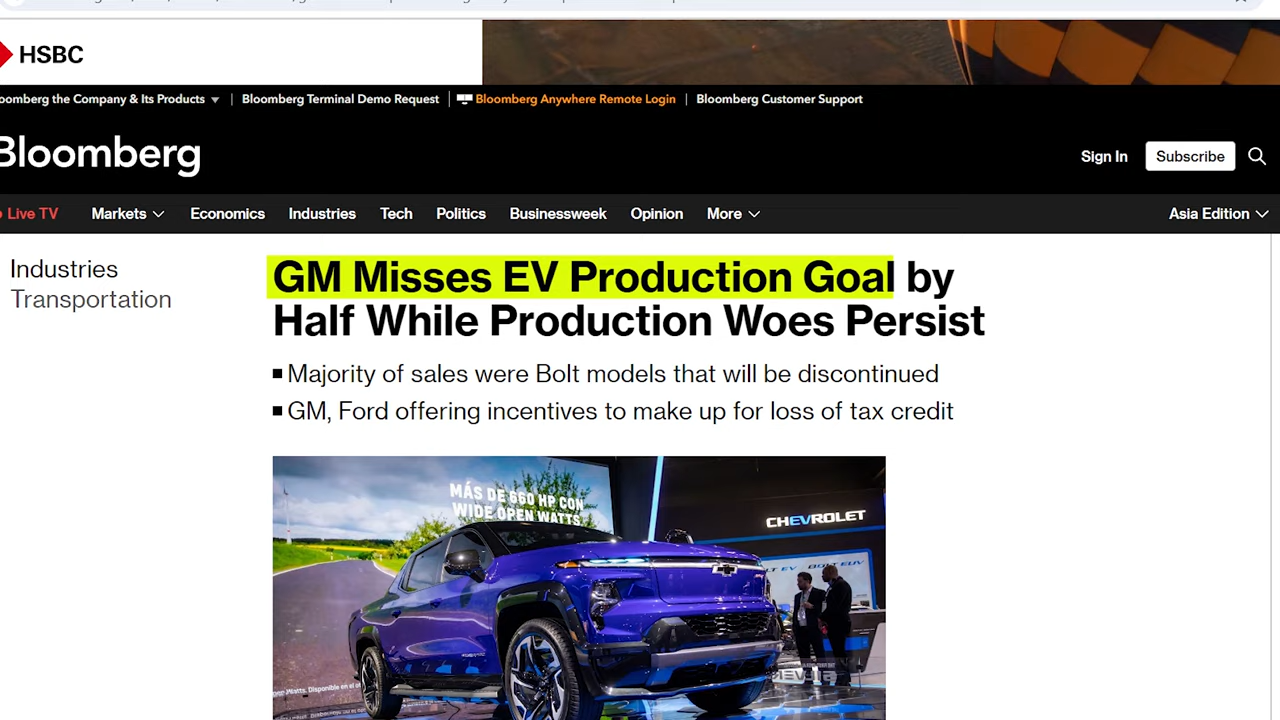 HSBC
oomberg the Company & Its Products
Bloomberg Terminal Demo Request
Bloomberg Anywhere Remote Login
Bloomberg Customer Support
Bloomberg
Sign In
Subscribe
Live TV
Markets
Economics
Industries
Tech
Politics
Businessweek
Opinion
More
Asia Edition
Industries
Transportation
GM Misses EV Production Goal by
Half While Production Woes Persist
Majority of sales were Bolt models that will be discontinued
GM, Ford offering incentives to make up for loss of tax credit
MÁS DE 660 HP CON
WIDE OPEN WATTS
CHEVROLET
BOLT EUV